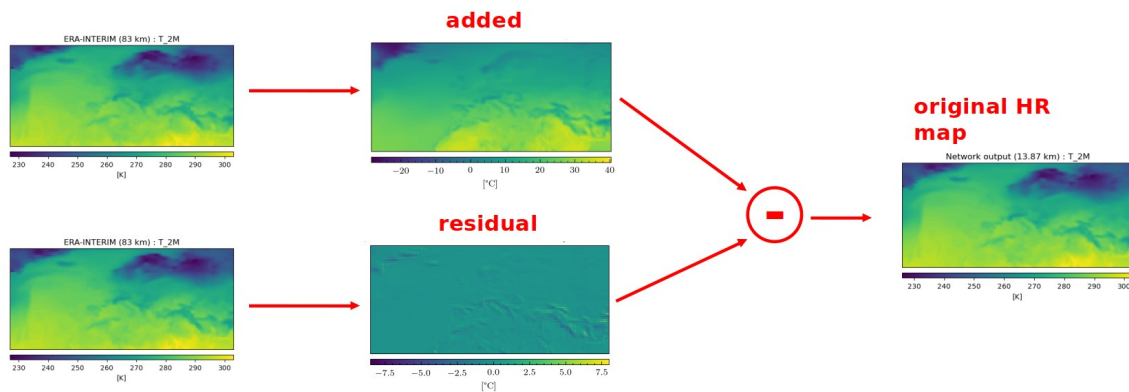 added
ERA-INTERIM (83 km) : T_2M
230 240 250 260 270 280 290 300
[K]
−20 −10 0 10 20 30 40
[°C]
original HR
map
Network output (13.87 km) : T_2M
230 240 250 260 270 280 290 300
[K]
residual
ERA-INTERIM (83 km) : T_2M
230 240 250 260 270 280 290 300
[K]
−7.5 −5.0 −2.5 0.0 2.5 5.0 7.5
[°C]